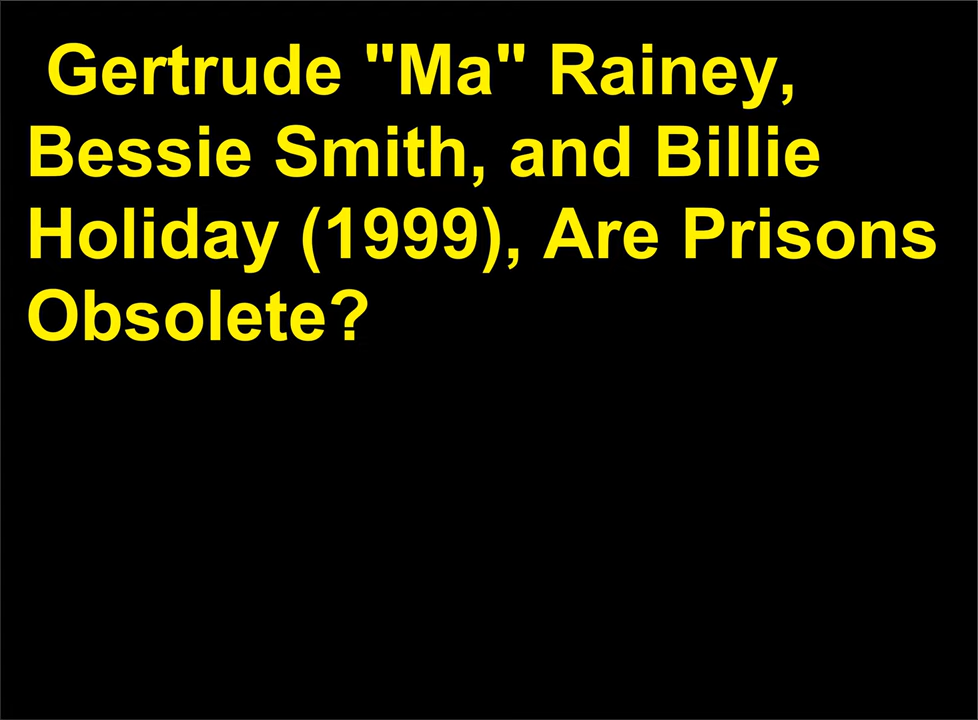 Gertrude "Ma" Rainey,
Bessie Smith, and Billie
Holiday (1999), Are Prisons
Obsolete?